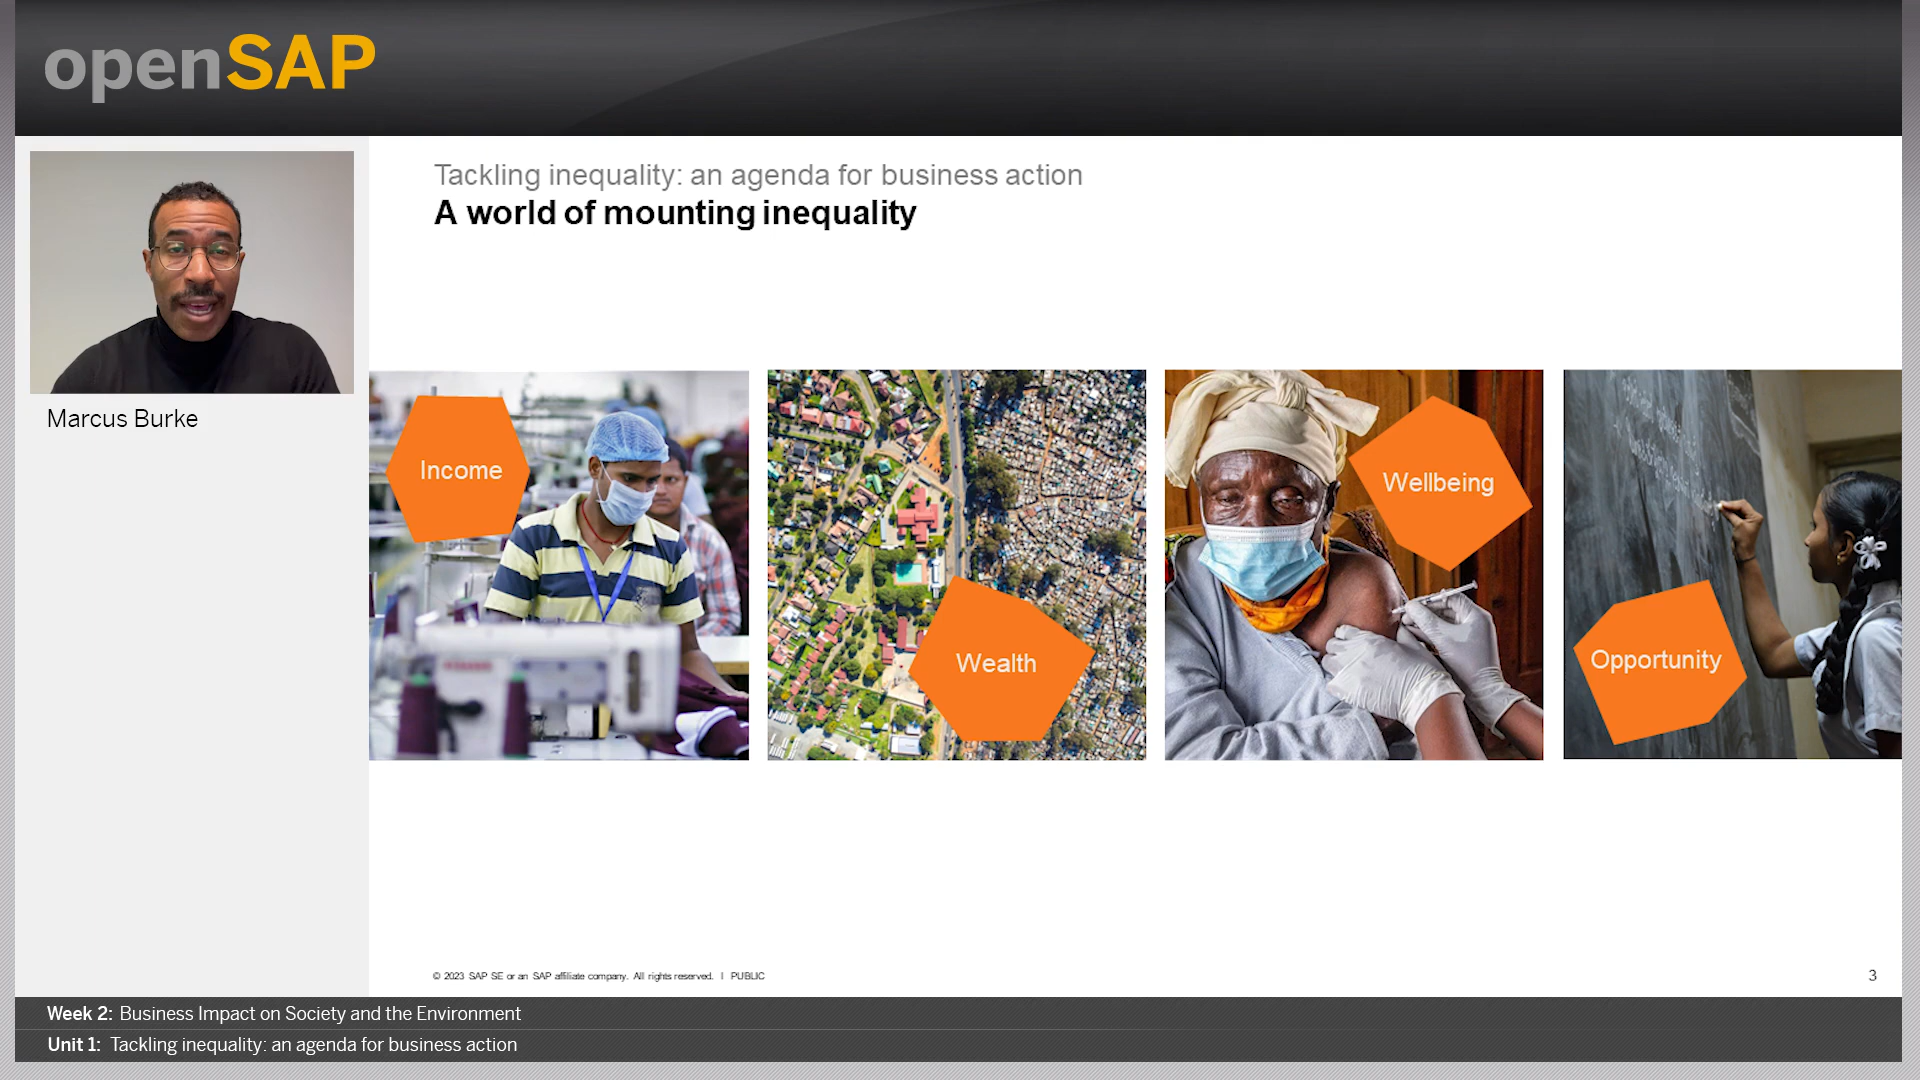 openSAP
Tackling inequality: an agenda for business action
A world of mounting inequality
Marcus Burke
Income
Wealth
Wellbeing
Opportunity
© 2023 SAP SE or an SAP affiliate company. All rights reserved. I PUBLIC
3
Week 2: Business Impact on Society and the Environment
Unit 1: Tackling inequality: an agenda for business action